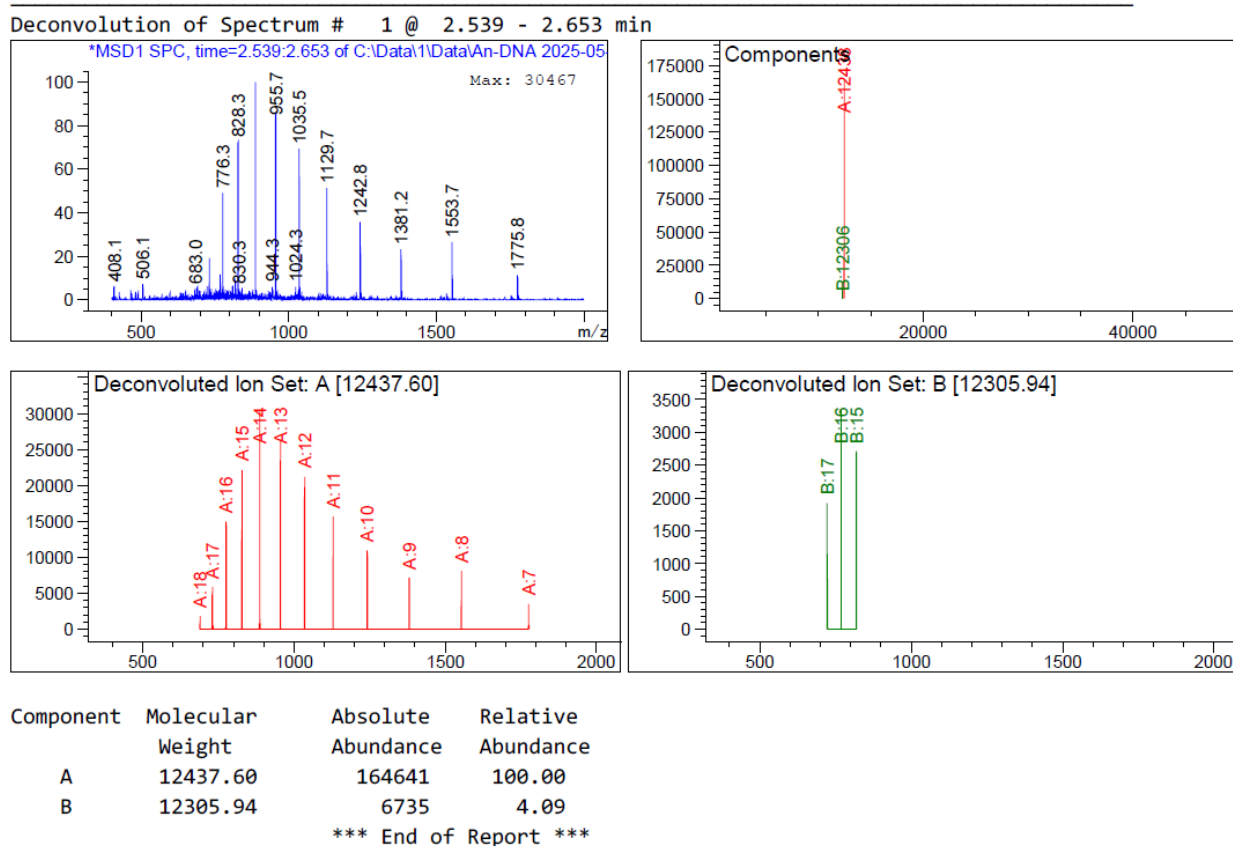 Deconvolution of Spectrum # 1 @ 2.539 - 2.653 min
*MSD1 SPC, time=2.539:2.653 of C:\Data\1\Data\An-DNA 2025-05-
Max: 30467
100
80
60
40
20
0
408.1
506.1
683.0
776.3
828.3
830.3
944.3
955.7
1024.3
1035.5
1129.7
1242.8
1381.2
1553.7
1775.8
500
1000
1500
m/z
Components
175000
150000
125000
100000
75000
50000
25000
0
B:12306
20000
40000
Deconvoluted Ion Set: A [12437.60]
30000
25000
20000
15000
10000
5000
0
A:18
A:17
A:16
A:15
A:14
A:13
A:12
A:11
A:10
A:9
A:8
A:7
500
1000
1500
2000
Deconvoluted Ion Set: B [12305.94]
3500
3000
2500
2000
1500
1000
500
0
B:17
B:16
B:15
500
1000
1500
2000
Component Molecular Absolute Relative
Weight Abundance Abundance
A 12437.60 164641 100.00
B 12305.94 6735 4.09
*** End of Report ***